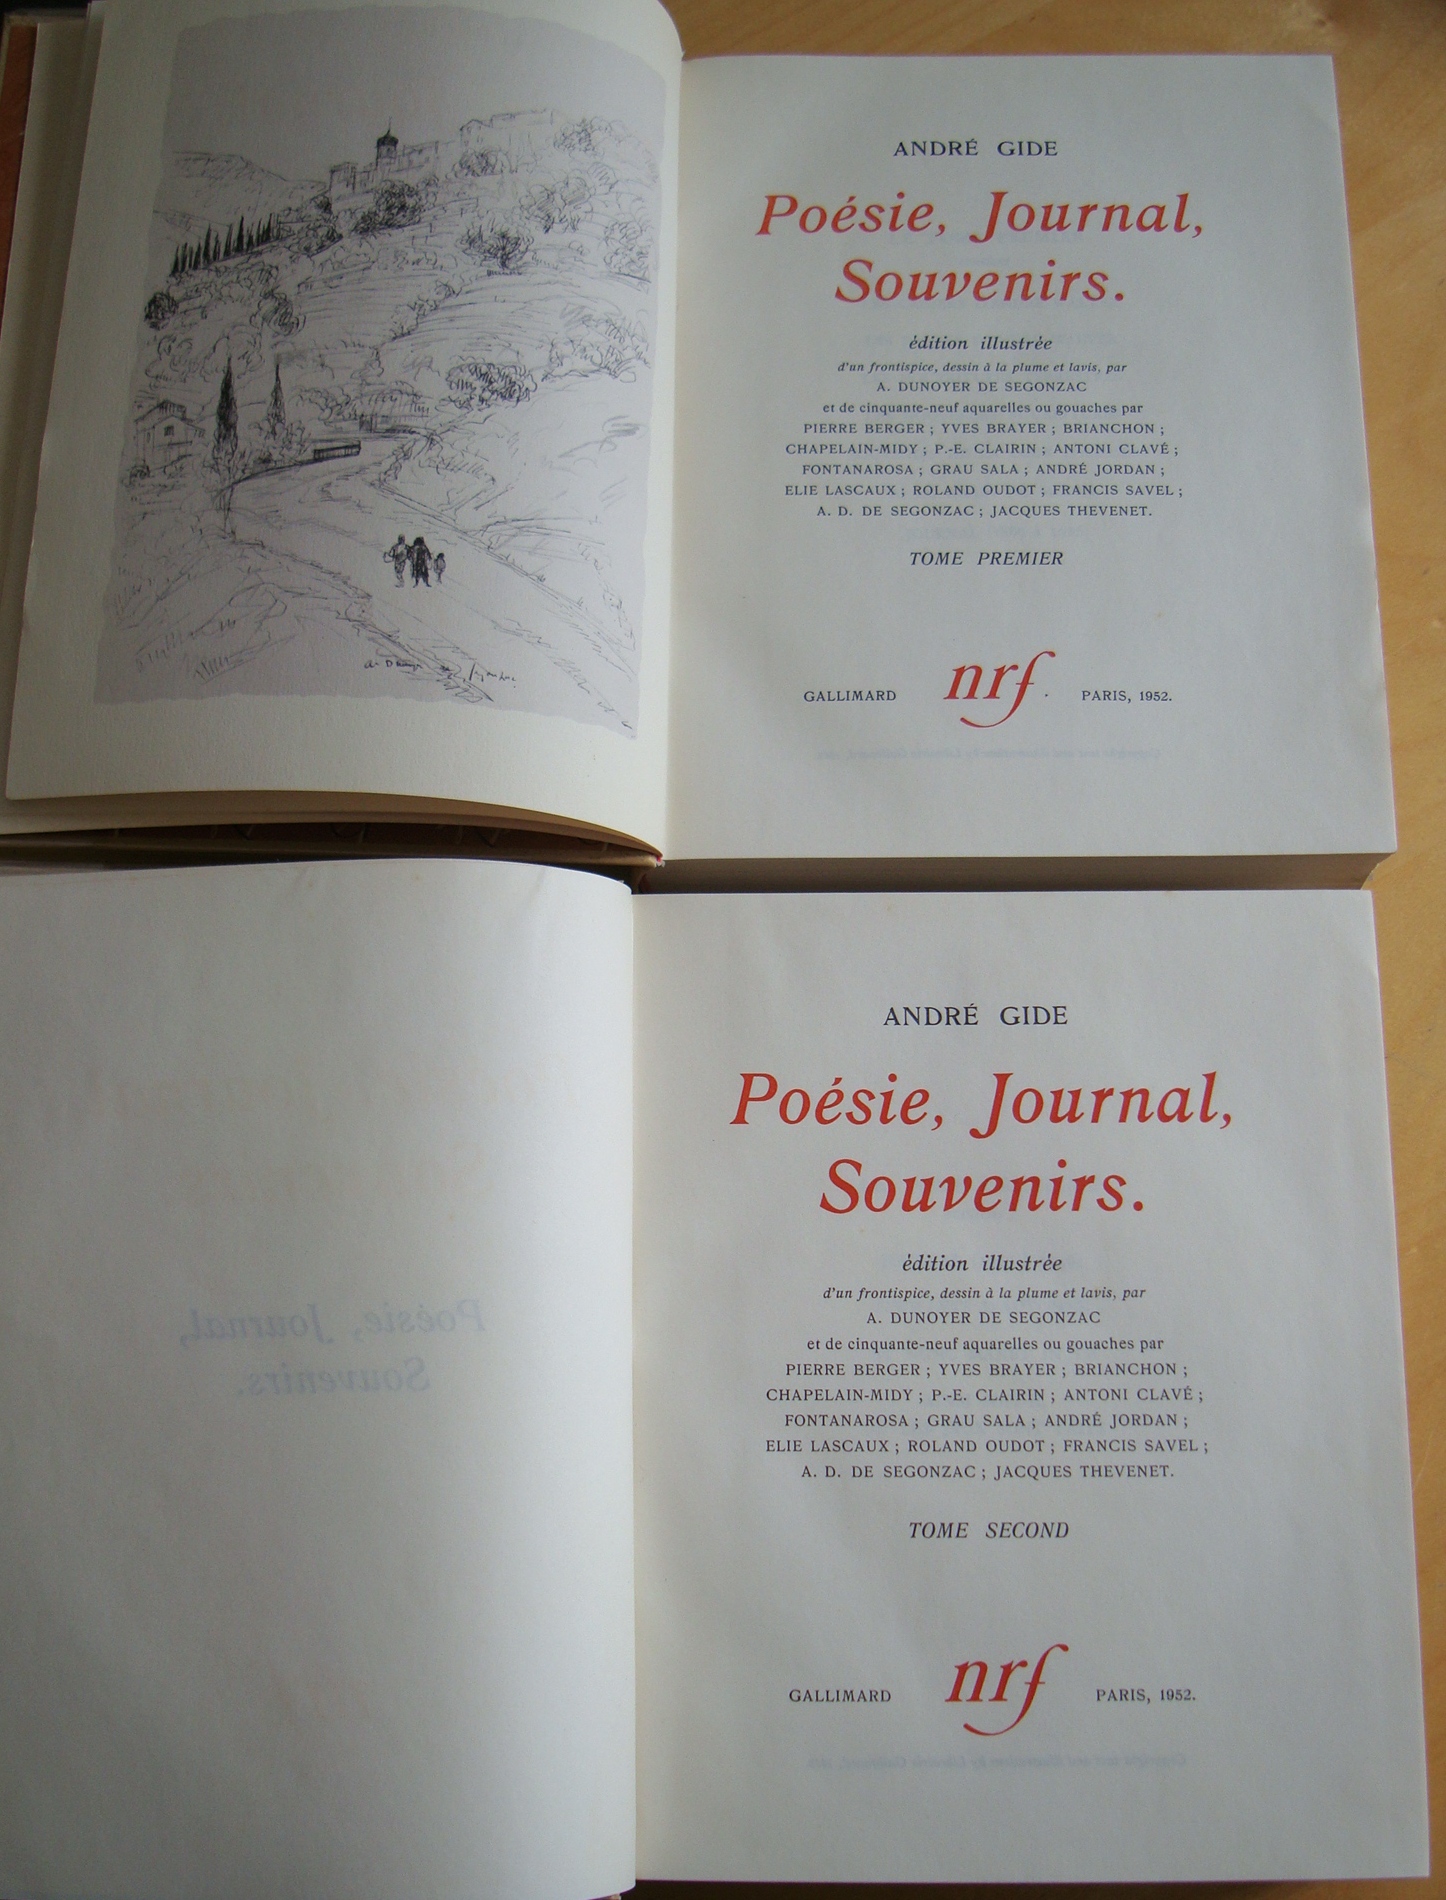 ANDRÉ GIDE
Poésie, Journal,
Souvenirs.
édition illustrée
d'un frontispice, dessin à la plume et lavis, par
A. DUNOYER DE SEGONZAC
et de cinquante-neuf aquarelles ou gouaches par
PIERRE BERGER ; YVES BRAYER ; BRIANCHON ;
CHAPELAIN-MIDY ; P.-E. CLAIRIN ; ANTONI CLAVÉ ;
FONTANAROSA ; GRAU SALA ; ANDRÉ JORDAN ;
ELIE LASCAUX ; ROLAND OUDOT ; FRANCIS SAVEL ;
A. D. DE SEGONZAC ; JACQUES THEVENET.
TOME PREMIER
GALLIMARD nrf PARIS, 1952.
ANDRÉ GIDE
Poésie, Journal,
Souvenirs.
édition illustrée
d'un frontispice, dessin à la plume et lavis, par
A. DUNOYER DE SEGONZAC
et de cinquante-neuf aquarelles ou gouaches par
PIERRE BERGER ; YVES BRAYER ; BRIANCHON ;
CHAPELAIN-MIDY ; P.-E. CLAIRIN ; ANTONI CLAVÉ ;
FONTANAROSA ; GRAU SALA ; ANDRÉ JORDAN ;
ELIE LASCAUX ; ROLAND OUDOT ; FRANCIS SAVEL ;
A. D. DE SEGONZAC ; JACQUES THEVENET.
TOME SECOND
GALLIMARD nrf PARIS, 1952.
Poésie, Journal,
Souvenirs.